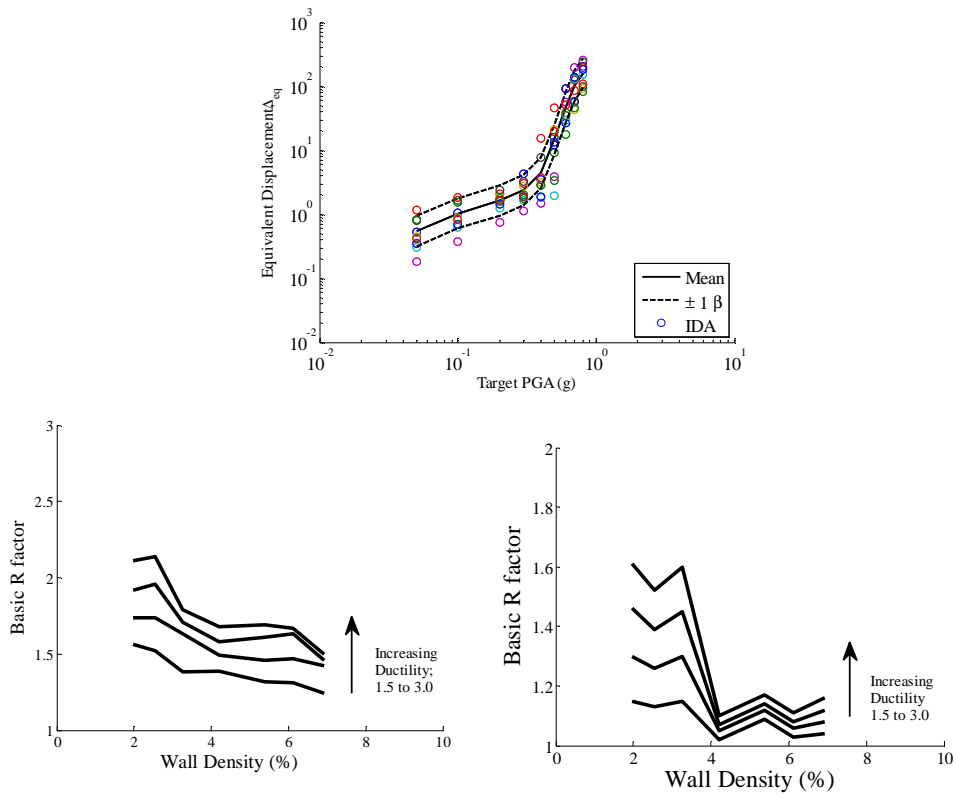 10^3
10^2
10^1
10^0
10^-1
10^-2
Equivalent DisplacementΔ_eq
Mean
± 1 β
IDA
10^-2
10^-1
10^0
10^1
Target PGA (g)
3
2.5
2
1.5
1
Basic R factor
Increasing
Ductility;
1.5 to 3.0
0
2
4
6
8
10
Wall Density (%)
2
1.8
1.6
1.4
1.2
1
Basic R factor
Increasing
Ductility
1.5 to 3.0
0
2
4
6
8
10
Wall Density (%)